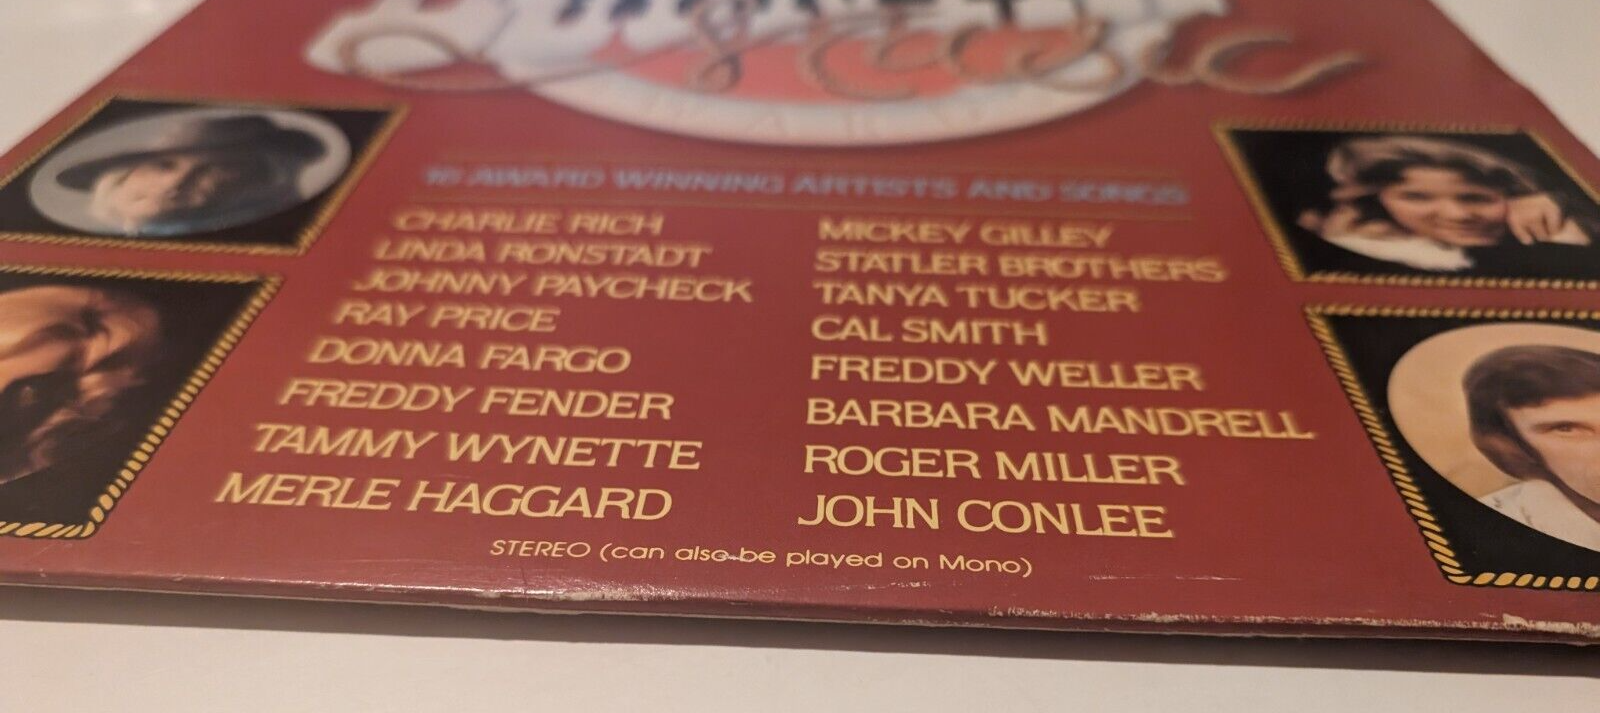 Music
AWARD
16 AWARD WINNING ARTISTS AND SONGS
CHARLIE RICH
LINDA RONSTADT
JOHNNY PAYCHECK
RAY PRICE
DONNA FARGO
FREDDY FENDER
TAMMY WYNETTE
MERLE HAGGARD
MICKEY GILLEY
STATLER BROTHERS
TANYA TUCKER
CAL SMITH
FREDDY WELLER
BARBARA MANDRELL
ROGER MILLER
JOHN CONLEE
STEREO (can also be played on Mono)